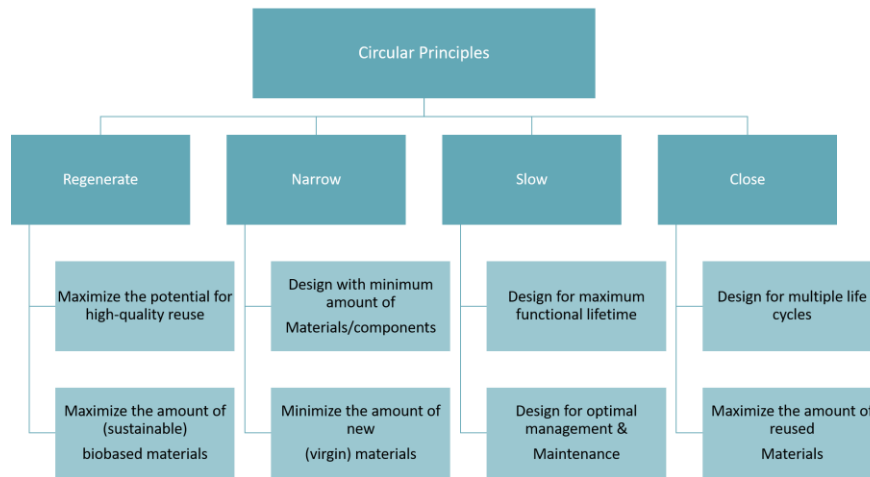 Circular Principles
Regenerate
Narrow
Slow
Close
Maximize the potential for
high-quality reuse
Design with minimum
amount of
Materials/components
Design for maximum
functional lifetime
Design for multiple life
cycles
Maximize the amount of
(sustainable)
biobased materials
Minimize the amount of
new
(virgin) materials
Design for optimal
management &
Maintenance
Maximize the amount of
reused
Materials